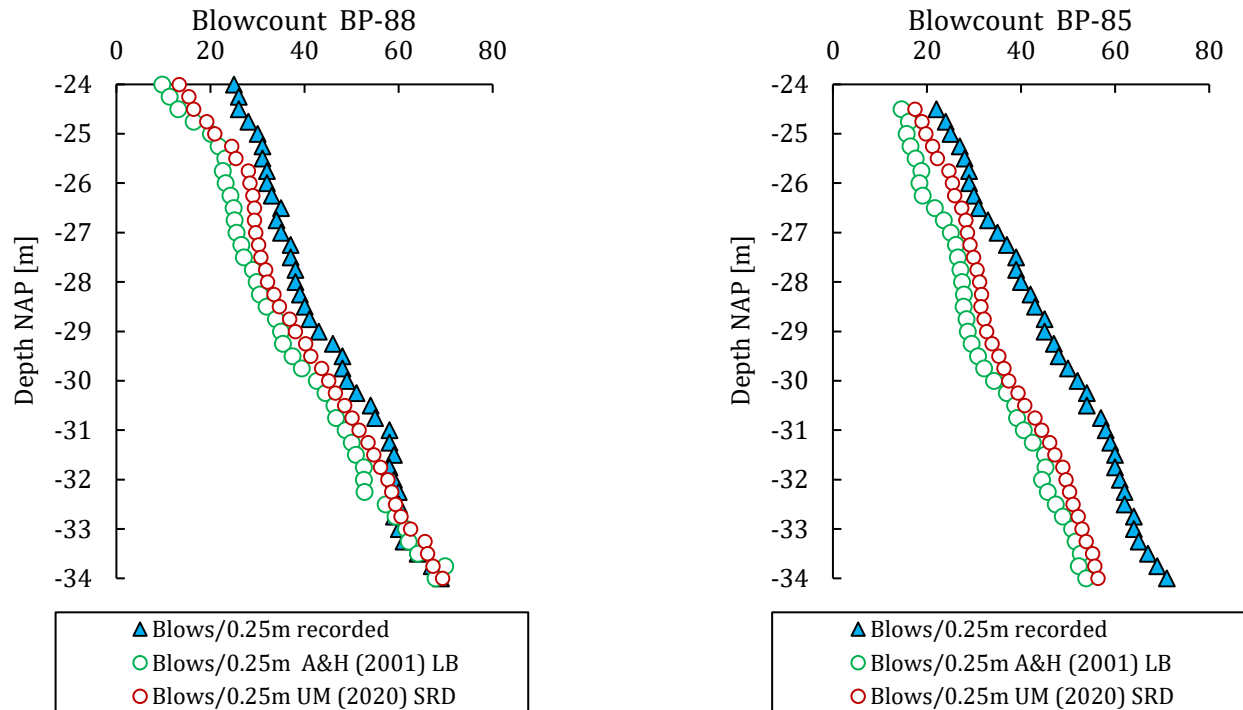 Blowcount BP-88
0 20 40 60 80
Depth NAP [m]
-24
-25
-26
-27
-28
-29
-30
-31
-32
-33
-34
Blows/0.25m recorded
Blows/0.25m A&H (2001) LB
Blows/0.25m UM (2020) SRD
Blowcount BP-85
0 20 40 60 80
Depth NAP [m]
-24
-25
-26
-27
-28
-29
-30
-31
-32
-33
-34
Blows/0.25m recorded
Blows/0.25m A&H (2001) LB
Blows/0.25m UM (2020) SRD